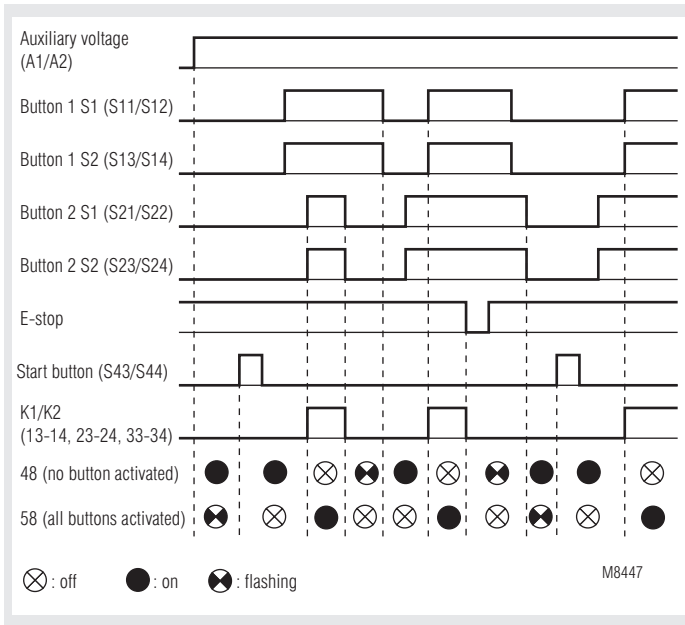 Auxiliary voltage
(A1/A2)
Button 1 S1 (S11/S12)
Button 1 S2 (S13/S14)
Button 2 S1 (S21/S22)
Button 2 S2 (S23/S24)
E-stop
Start button (S43/S44)
K1/K2
(13-14, 23-24, 33-34)
48 (no button activated)
58 (all buttons activated)
: off : on : flashing
M8447